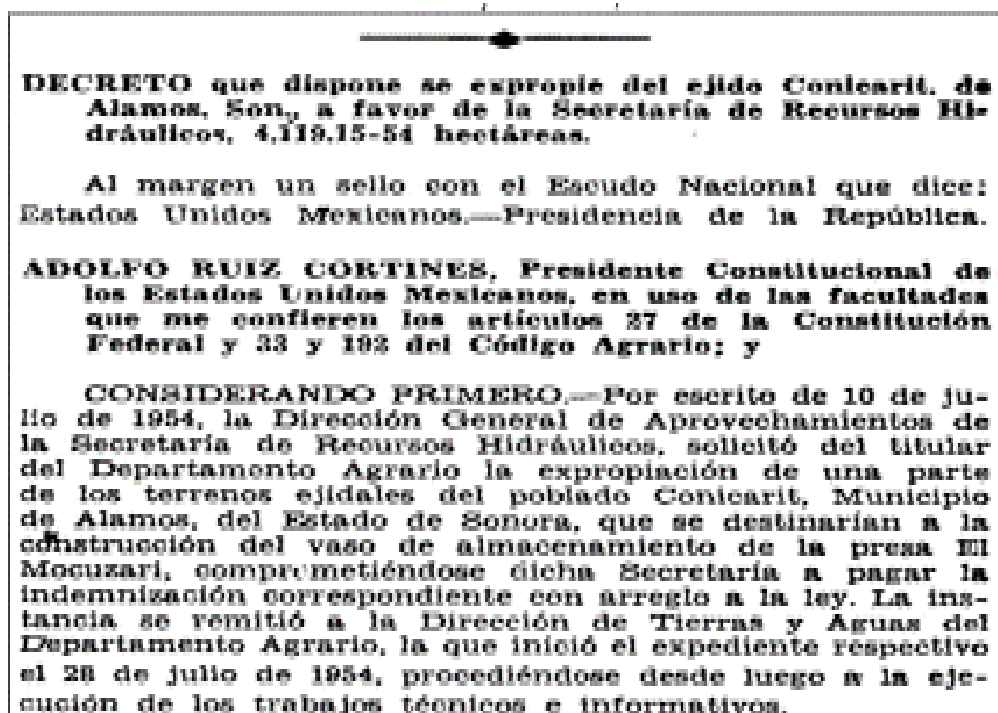 DECRETO que dispone se expropie del ejido Conicarit, de
Alamos, Son., a favor de la Secretaría de Recursos Hi-
dráulicos, 4,119.15-54 hectáreas.
Al margen un sello con el Escudo Nacional que dice:
Estados Unidos Mexicanos.—Presidencia de la República.
ADOLFO RUIZ CORTINES, Presidente Constitucional de
los Estados Unidos Mexicanos, en uso de las facultades
que me confieren los artículos 27 de la Constitución
Federal y 33 y 192 del Código Agrario; y
CONSIDERANDO PRIMERO.—Por escrito de 10 de ju-
lio de 1954, la Dirección General de Aprovechamientos de
la Secretaría de Recursos Hidráulicos, solicitó del titular
del Departamento Agrario la expropiación de una parte
de los terrenos ejidales del poblado Conicarit, Municipio
de Alamos, del Estado de Sonora, que se destinarían a la
construcción del vaso de almacenamiento de la presa El
Mocuzari, comprometiéndose dicha Secretaría a pagar la
indemnización correspondiente con arreglo a la ley. La ins-
tancia se remitió a la Dirección de Tierras y Aguas del
Departamento Agrario, la que inició el expediente respectivo
el 28 de julio de 1954, procediéndose desde luego a la eje-
cución de los trabajos técnicos e informativos.